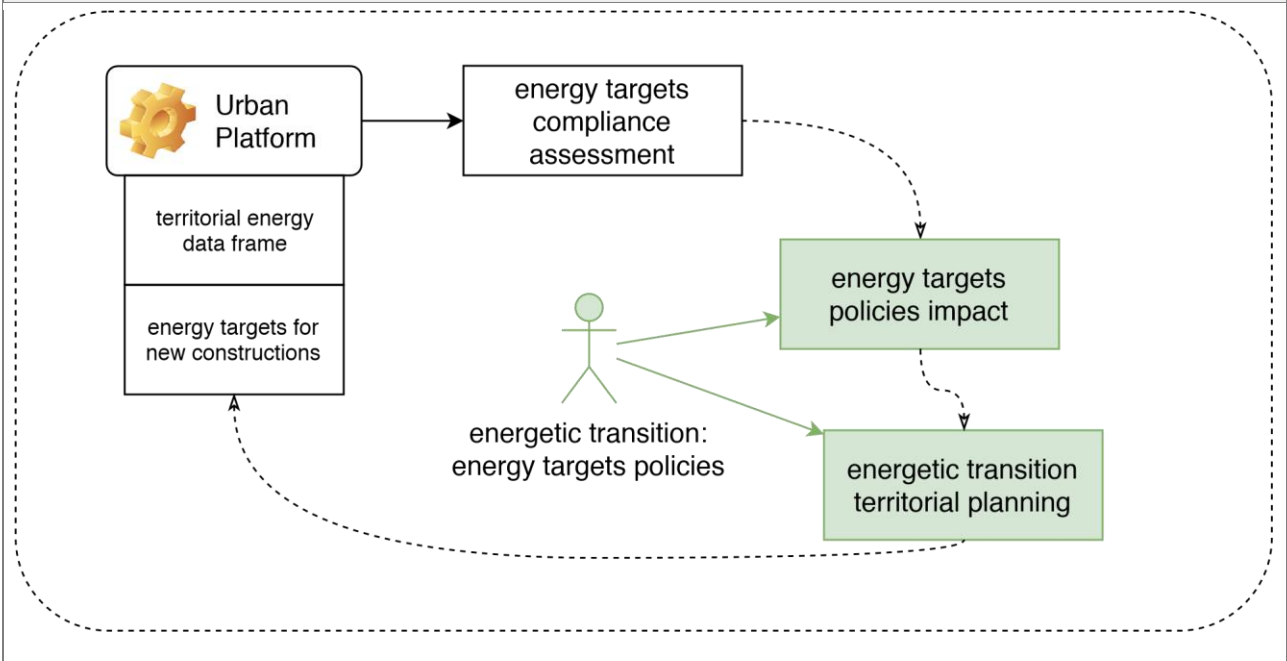 Urban
Platform
energy targets
compliance
assessment
territorial energy
data frame
energy targets for
new constructions
energy targets
policies impact
energetic transition:
energy targets policies
energetic transition
territorial planning